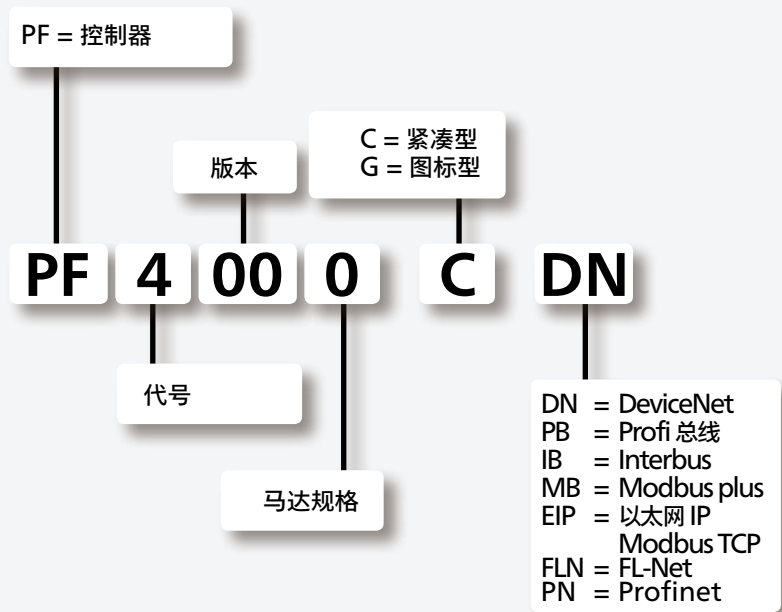 PF = 控制器
C = 紧凑型
G = 图标型
版本
PF 4 00 0 C DN
代号
马达规格
DN = DeviceNet
PB = Profi 总线
IB = Interbus
MB = Modbus plus
EIP = 以太网 IP
Modbus TCP
FLN = FL-Net
PN = Profinet